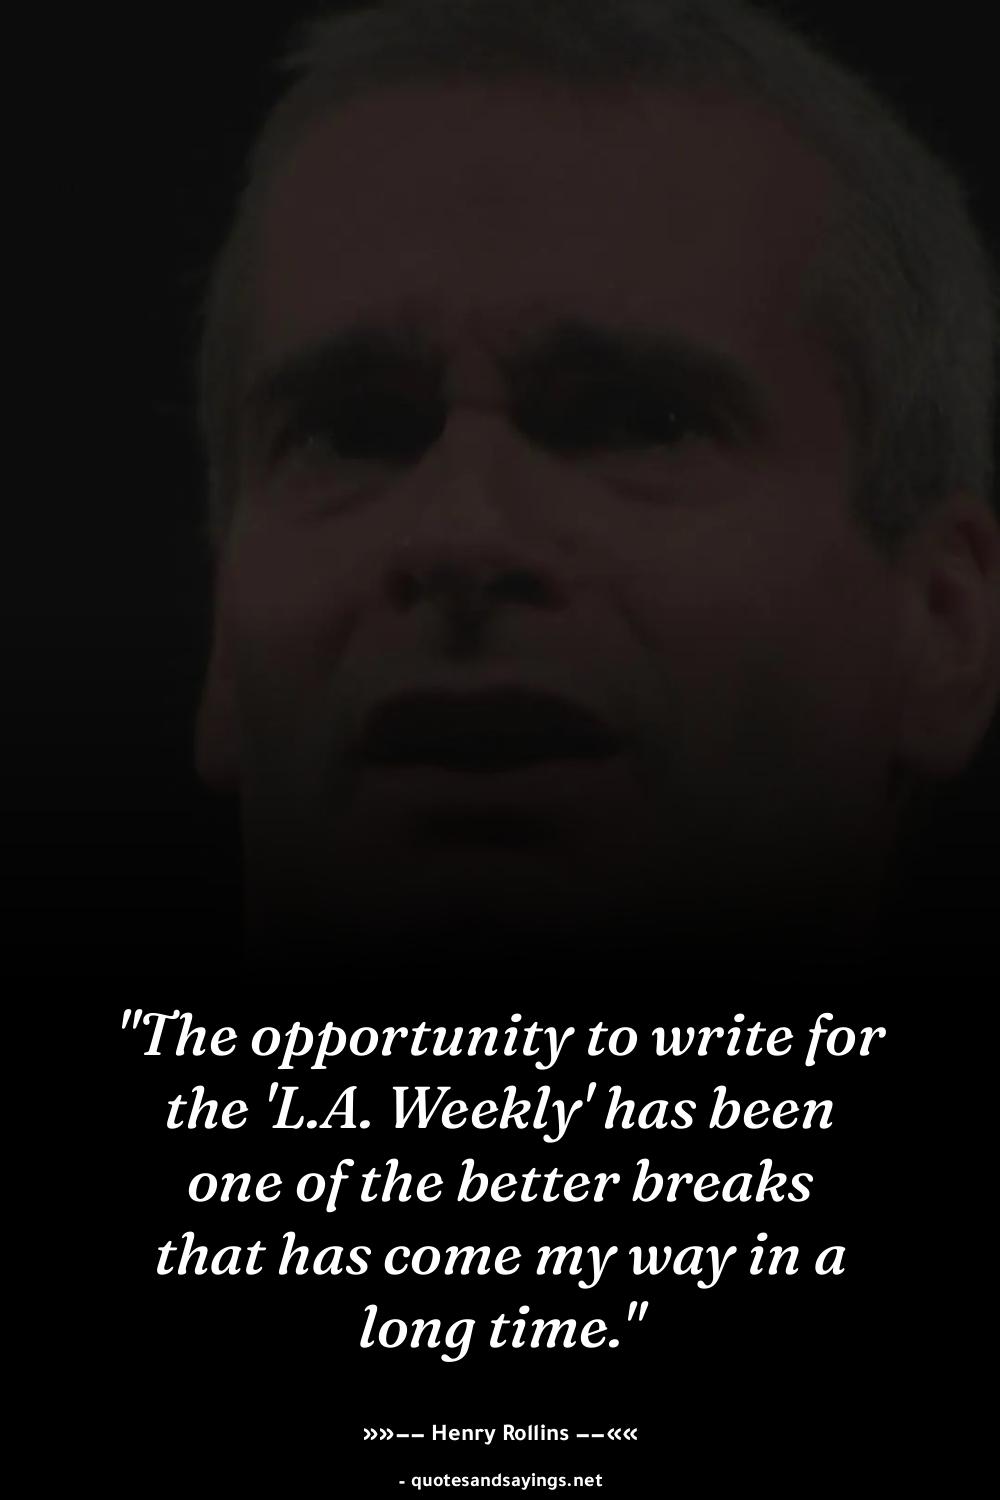 "The opportunity to write for
the 'L.A. Weekly' has been
one of the better breaks
that has come my way in a
long time."
»»–– Henry Rollins ––««
- quotesandsayings.net